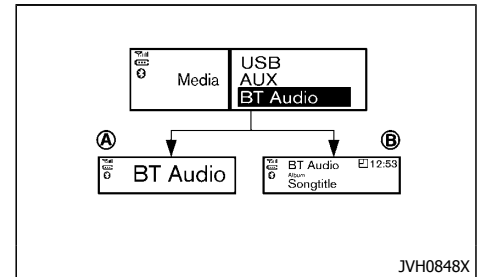 Media
USB
AUX
BT Audio
A
B
BT Audio
BT Audio 12:53
Album
Songtitle
JVH0848X